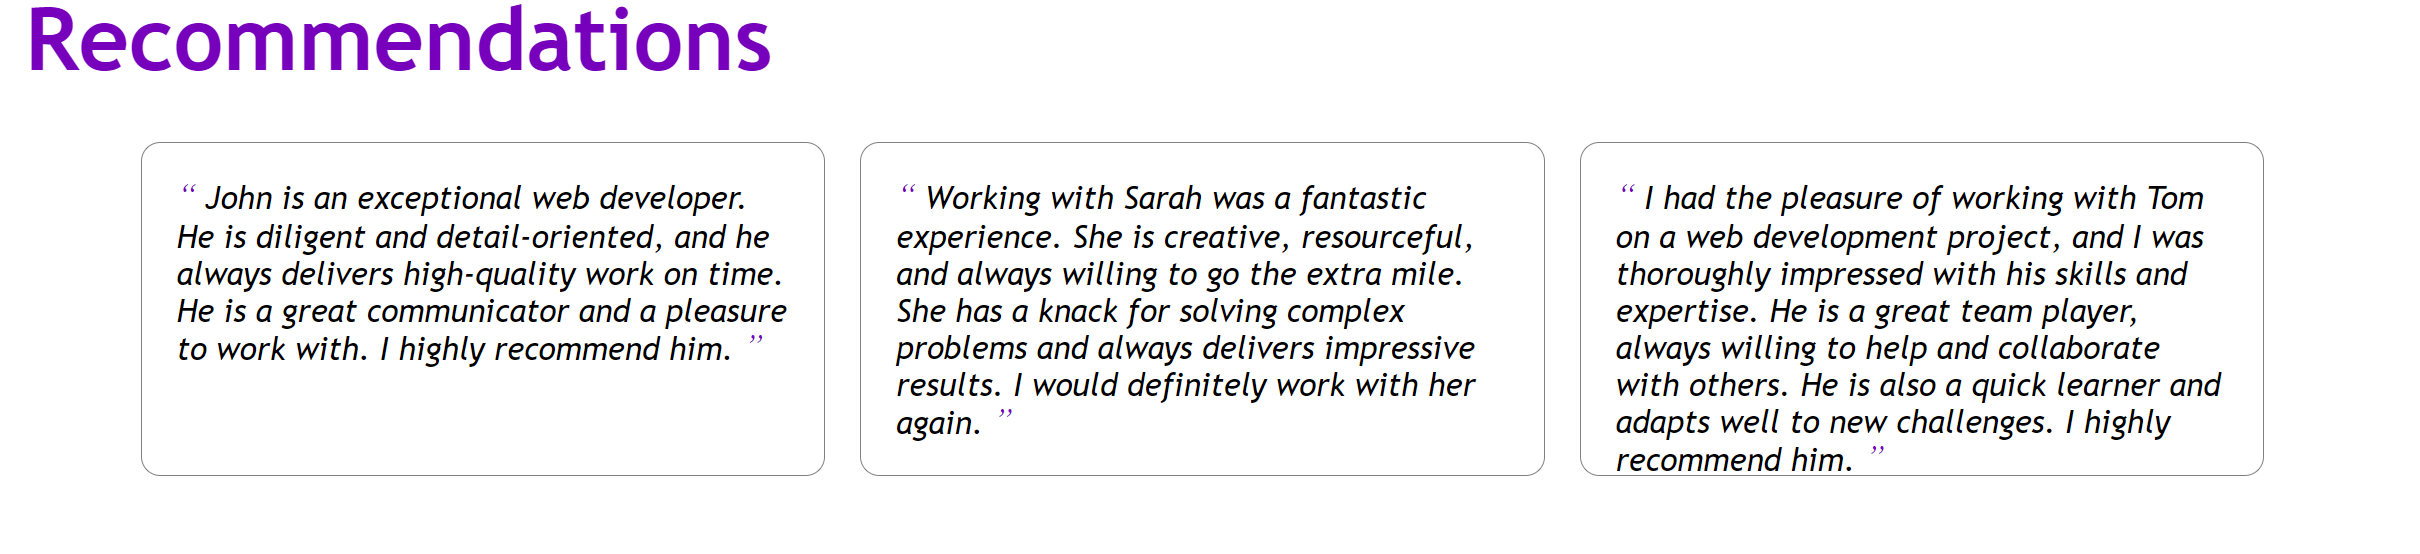 Recommendations
“ John is an exceptional web developer.
He is diligent and detail-oriented, and he
always delivers high-quality work on time.
He is a great communicator and a pleasure
to work with. I highly recommend him. ”
“ Working with Sarah was a fantastic
experience. She is creative, resourceful,
and always willing to go the extra mile.
She has a knack for solving complex
problems and always delivers impressive
results. I would definitely work with her
again. ”
“ I had the pleasure of working with Tom
on a web development project, and I was
thoroughly impressed with his skills and
expertise. He is a great team player,
always willing to help and collaborate
with others. He is also a quick learner and
adapts well to new challenges. I highly
recommend him. ”